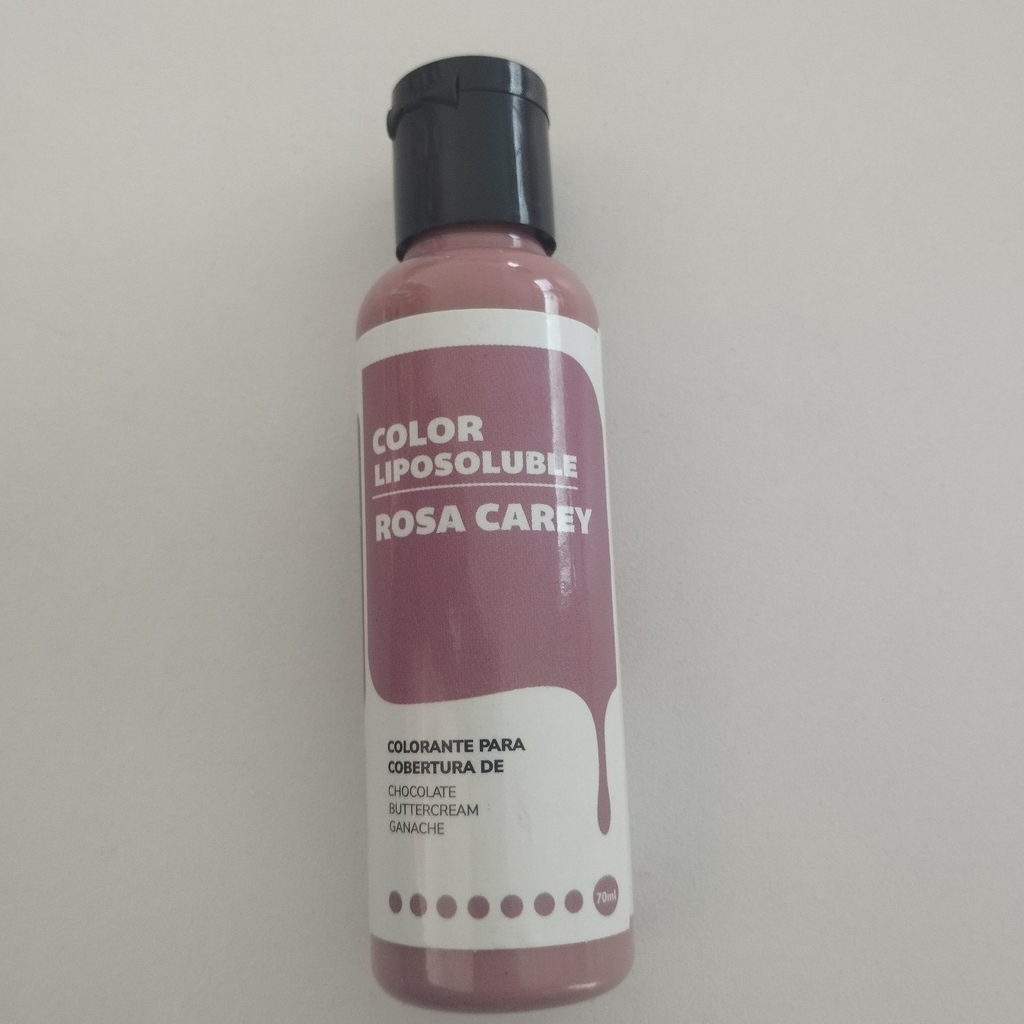 COLOR
LIPOSOLUBLE
ROSA CAREY
COLORANTE PARA
COBERTURA DE
CHOCOLATE
BUTTERCREAM
GANACHE
70ml